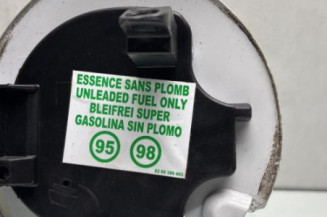 ESSENCE SANS PLOMB
UNLEADED FUEL ONLY
BLEIFREI SUPER
GASOLINA SIN PLOMO
95 98